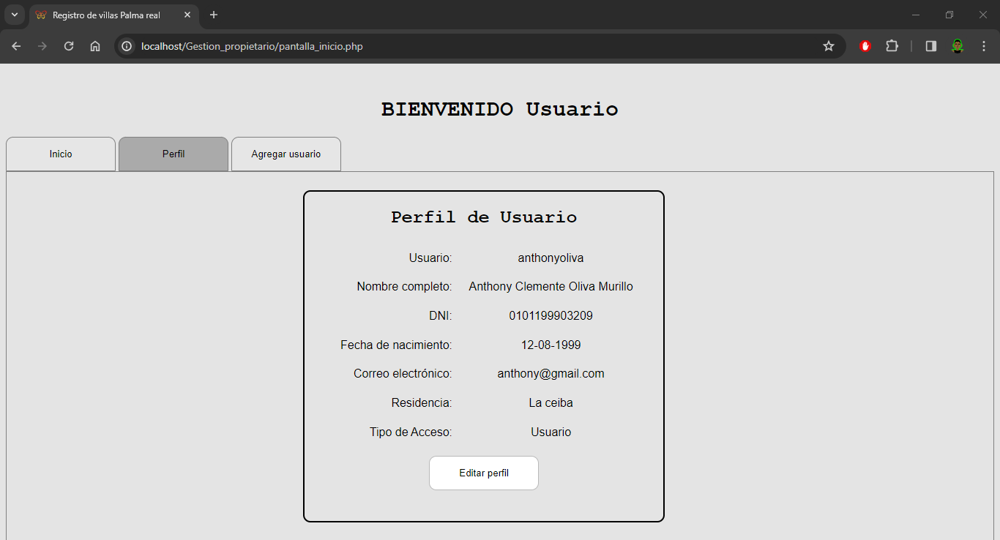 Registro de villas Palma real
localhost/Gestion_propietario/pantalla_inicio.php
BIENVENIDO Usuario
Inicio
Perfil
Agregar usuario
Perfil de Usuario
Usuario: anthonyoliva
Nombre completo: Anthony Clemente Oliva Murillo
DNI: 0101199903209
Fecha de nacimiento: 12-08-1999
Correo electrónico: anthony@gmail.com
Residencia: La ceiba
Tipo de Acceso: Usuario
Editar perfil